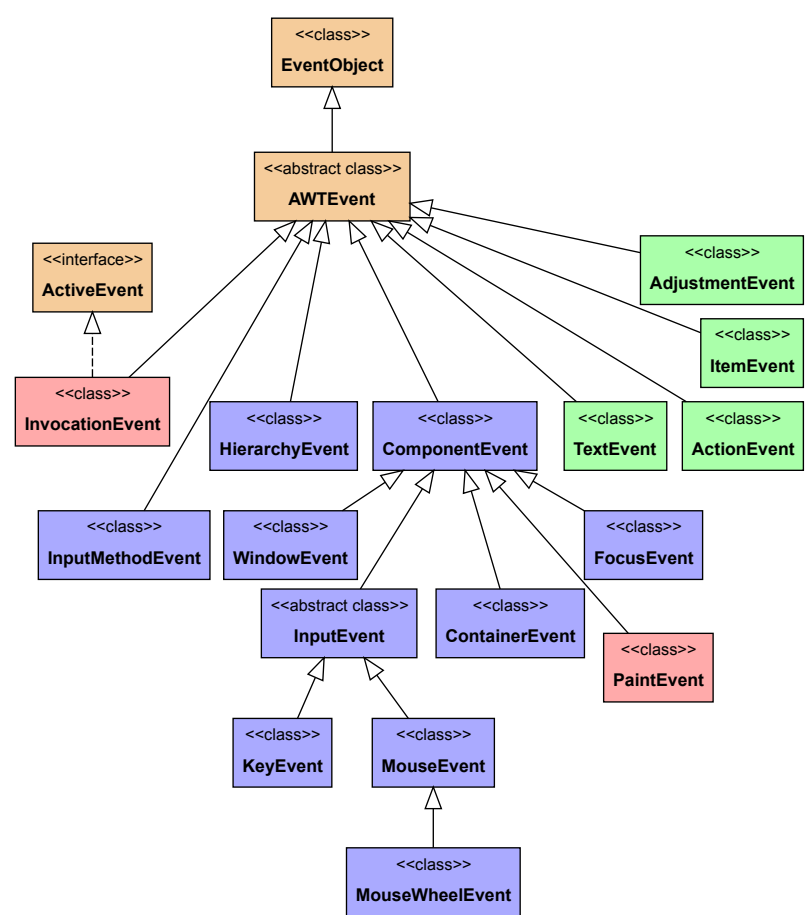 <<class>>
EventObject
<<abstract class>>
AWTEvent
<<interface>>
ActiveEvent
<<class>>
AdjustmentEvent
<<class>>
ItemEvent
<<class>>
InvocationEvent
<<class>>
HierarchyEvent
<<class>>
ComponentEvent
<<class>>
TextEvent
<<class>>
ActionEvent
<<class>>
InputMethodEvent
<<class>>
WindowEvent
<<class>>
FocusEvent
<<abstract class>>
InputEvent
<<class>>
ContainerEvent
<<class>>
PaintEvent
<<class>>
KeyEvent
<<class>>
MouseEvent
<<class>>
MouseWheelEvent